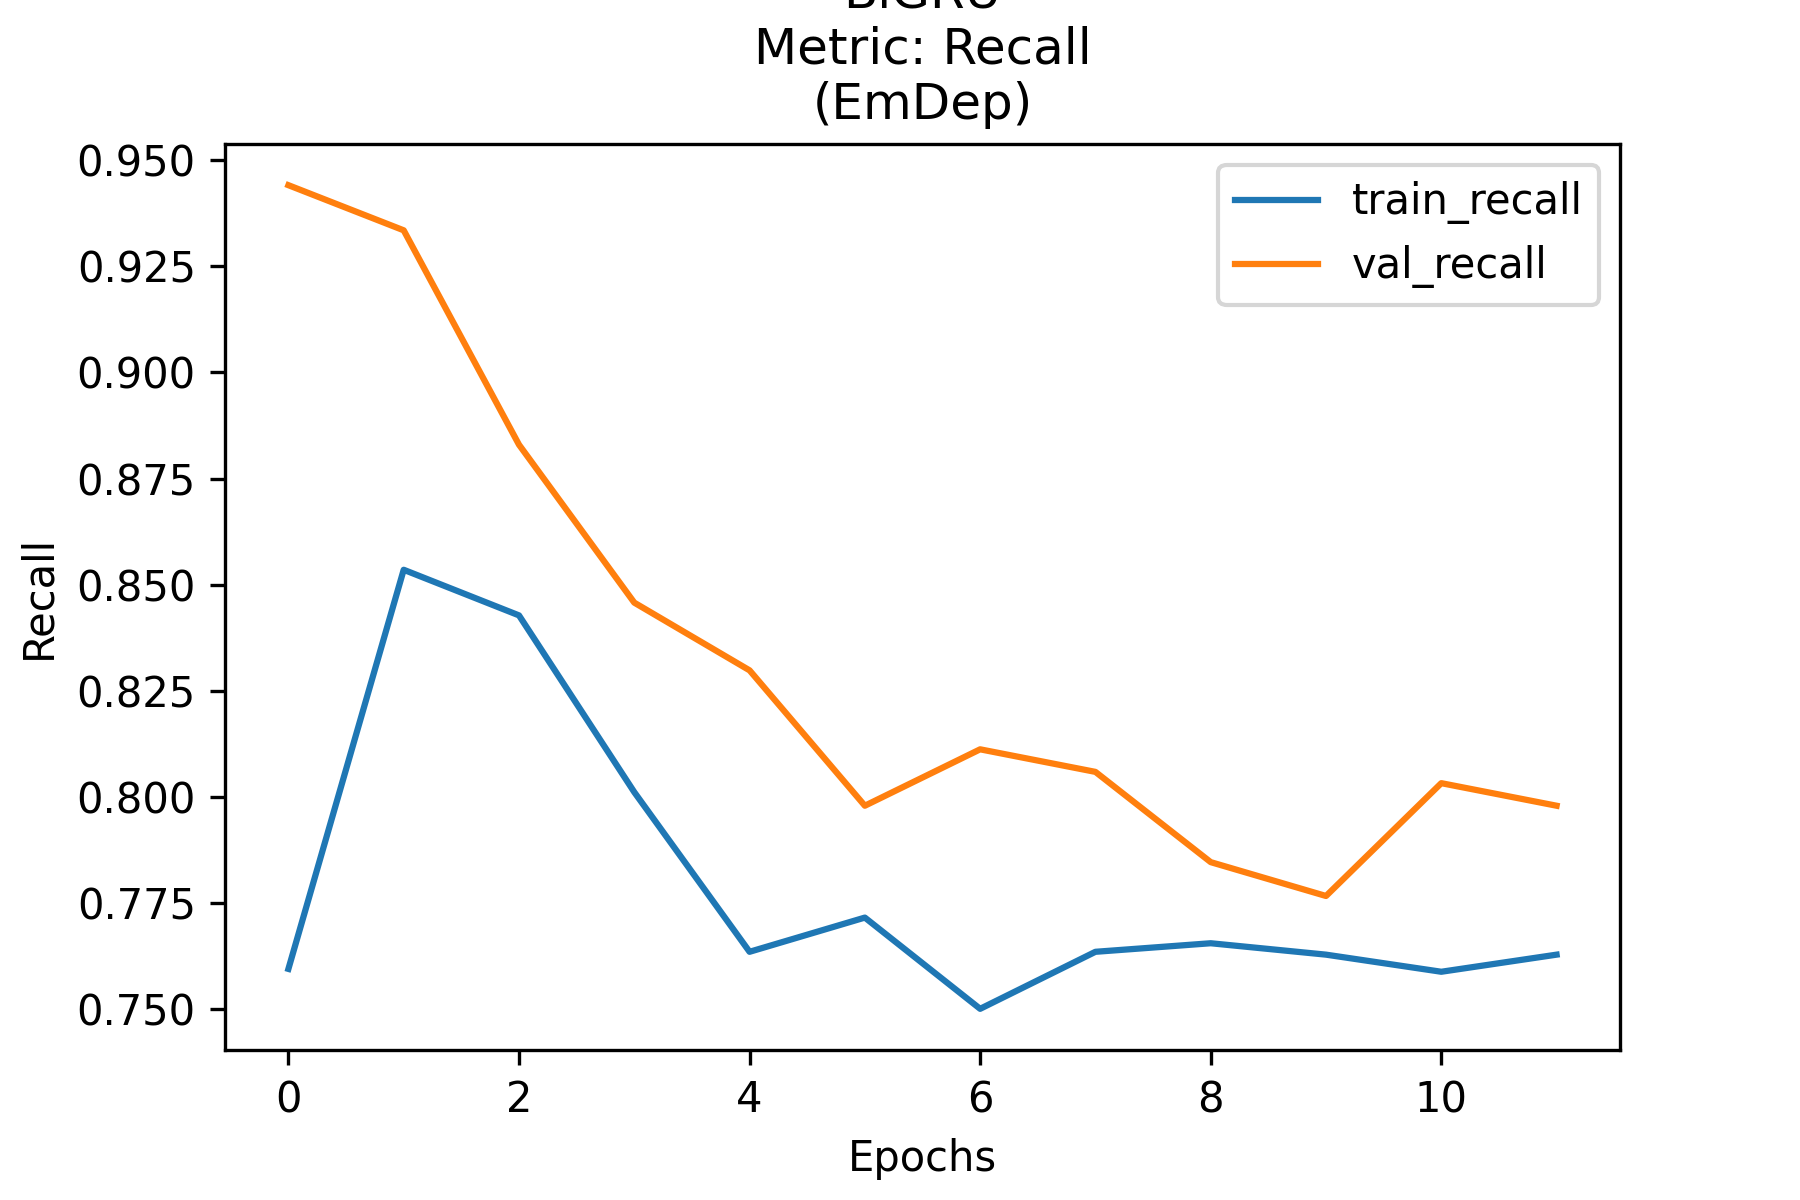 BiGRU
Metric: Recall
(EmDep)
0.950
0.925
0.900
0.875
0.850
0.825
0.800
0.775
0.750
Recall
train_recall
val_recall
0 2 4 6 8 10
Epochs